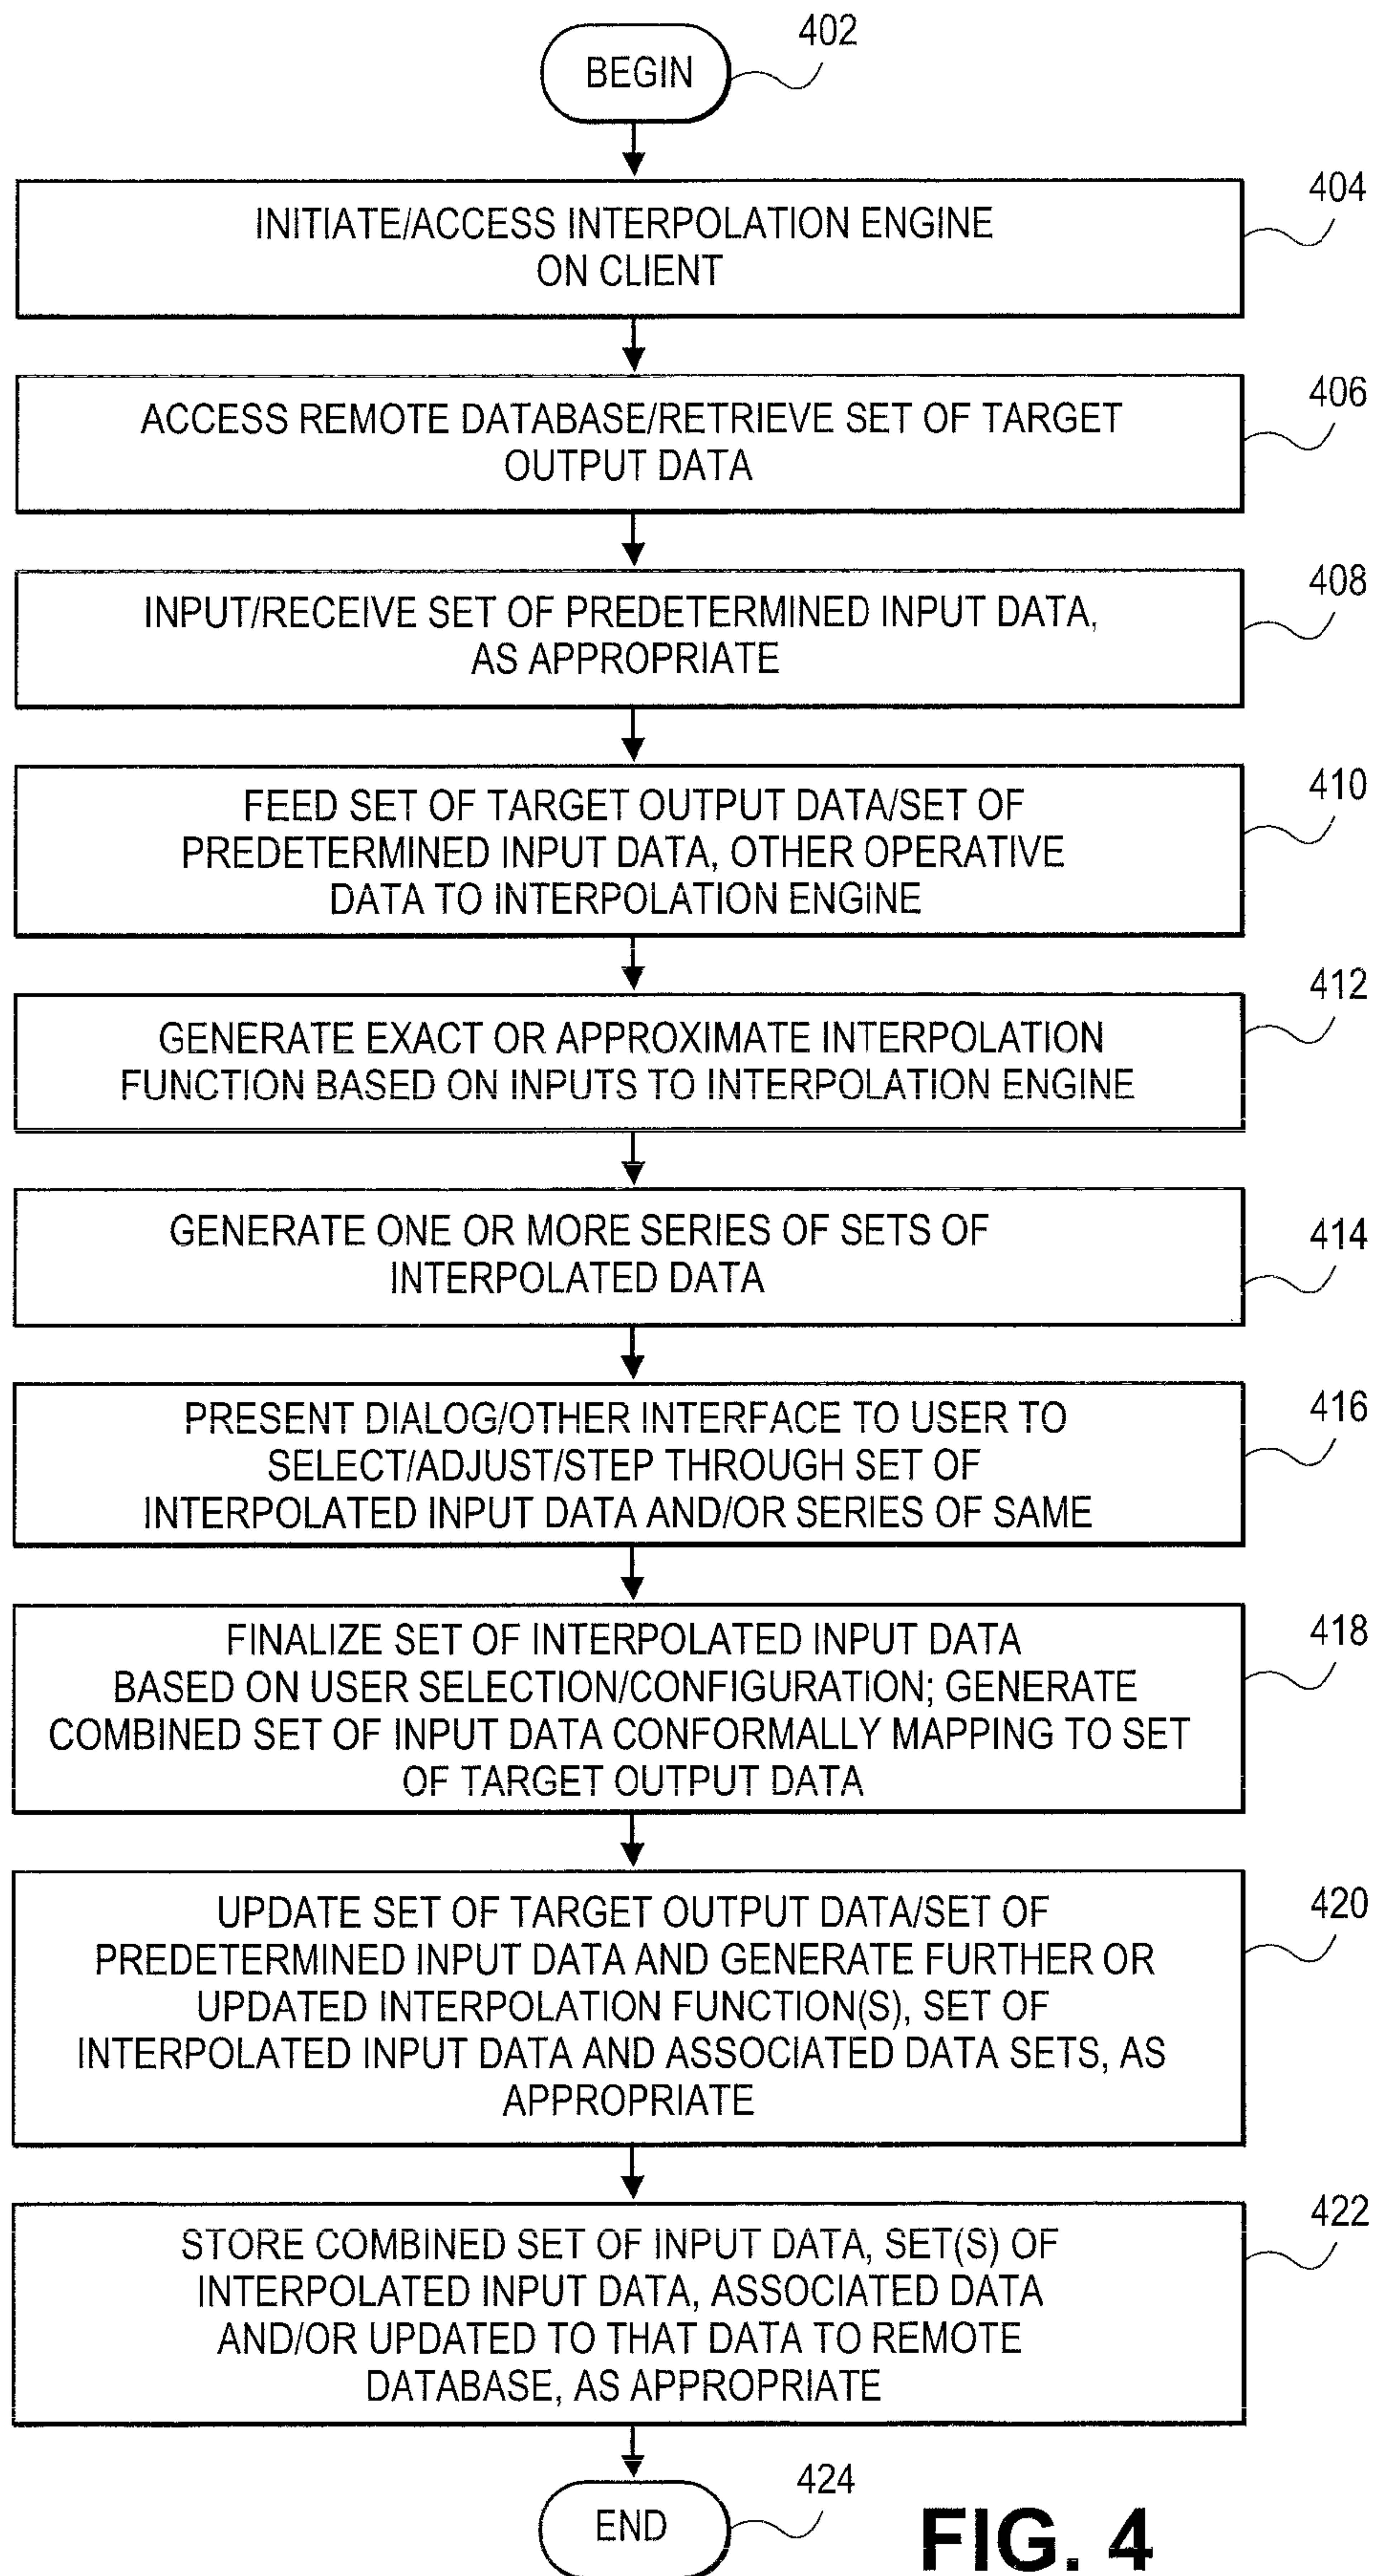 402
BEGIN
404
INITIATE/ACCESS INTERPOLATION ENGINE
ON CLIENT
406
ACCESS REMOTE DATABASE/RETRIEVE SET OF TARGET
OUTPUT DATA
408
INPUT/RECEIVE SET OF PREDETERMINED INPUT DATA,
AS APPROPRIATE
410
FEED SET OF TARGET OUTPUT DATA/SET OF
PREDETERMINED INPUT DATA, OTHER OPERATIVE
DATA TO INTERPOLATION ENGINE
412
GENERATE EXACT OR APPROXIMATE INTERPOLATION
FUNCTION BASED ON INPUTS TO INTERPOLATION ENGINE
414
GENERATE ONE OR MORE SERIES OF SETS OF
INTERPOLATED DATA
416
PRESENT DIALOG/OTHER INTERFACE TO USER TO
SELECT/ADJUST/STEP THROUGH SET OF
INTERPOLATED INPUT DATA AND/OR SERIES OF SAME
418
FINALIZE SET OF INTERPOLATED INPUT DATA
BASED ON USER SELECTION/CONFIGURATION; GENERATE
COMBINED SET OF INPUT DATA CONFORMALLY MAPPING TO SET
OF TARGET OUTPUT DATA
420
UPDATE SET OF TARGET OUTPUT DATA/SET OF
PREDETERMINED INPUT DATA AND GENERATE FURTHER OR
UPDATED INTERPOLATION FUNCTION(S), SET OF
INTERPOLATED INPUT DATA AND ASSOCIATED DATA SETS, AS
APPROPRIATE
422
STORE COMBINED SET OF INPUT DATA, SET(S) OF
INTERPOLATED INPUT DATA, ASSOCIATED DATA
AND/OR UPDATED TO THAT DATA TO REMOTE
DATABASE, AS APPROPRIATE
424
END
FIG. 4